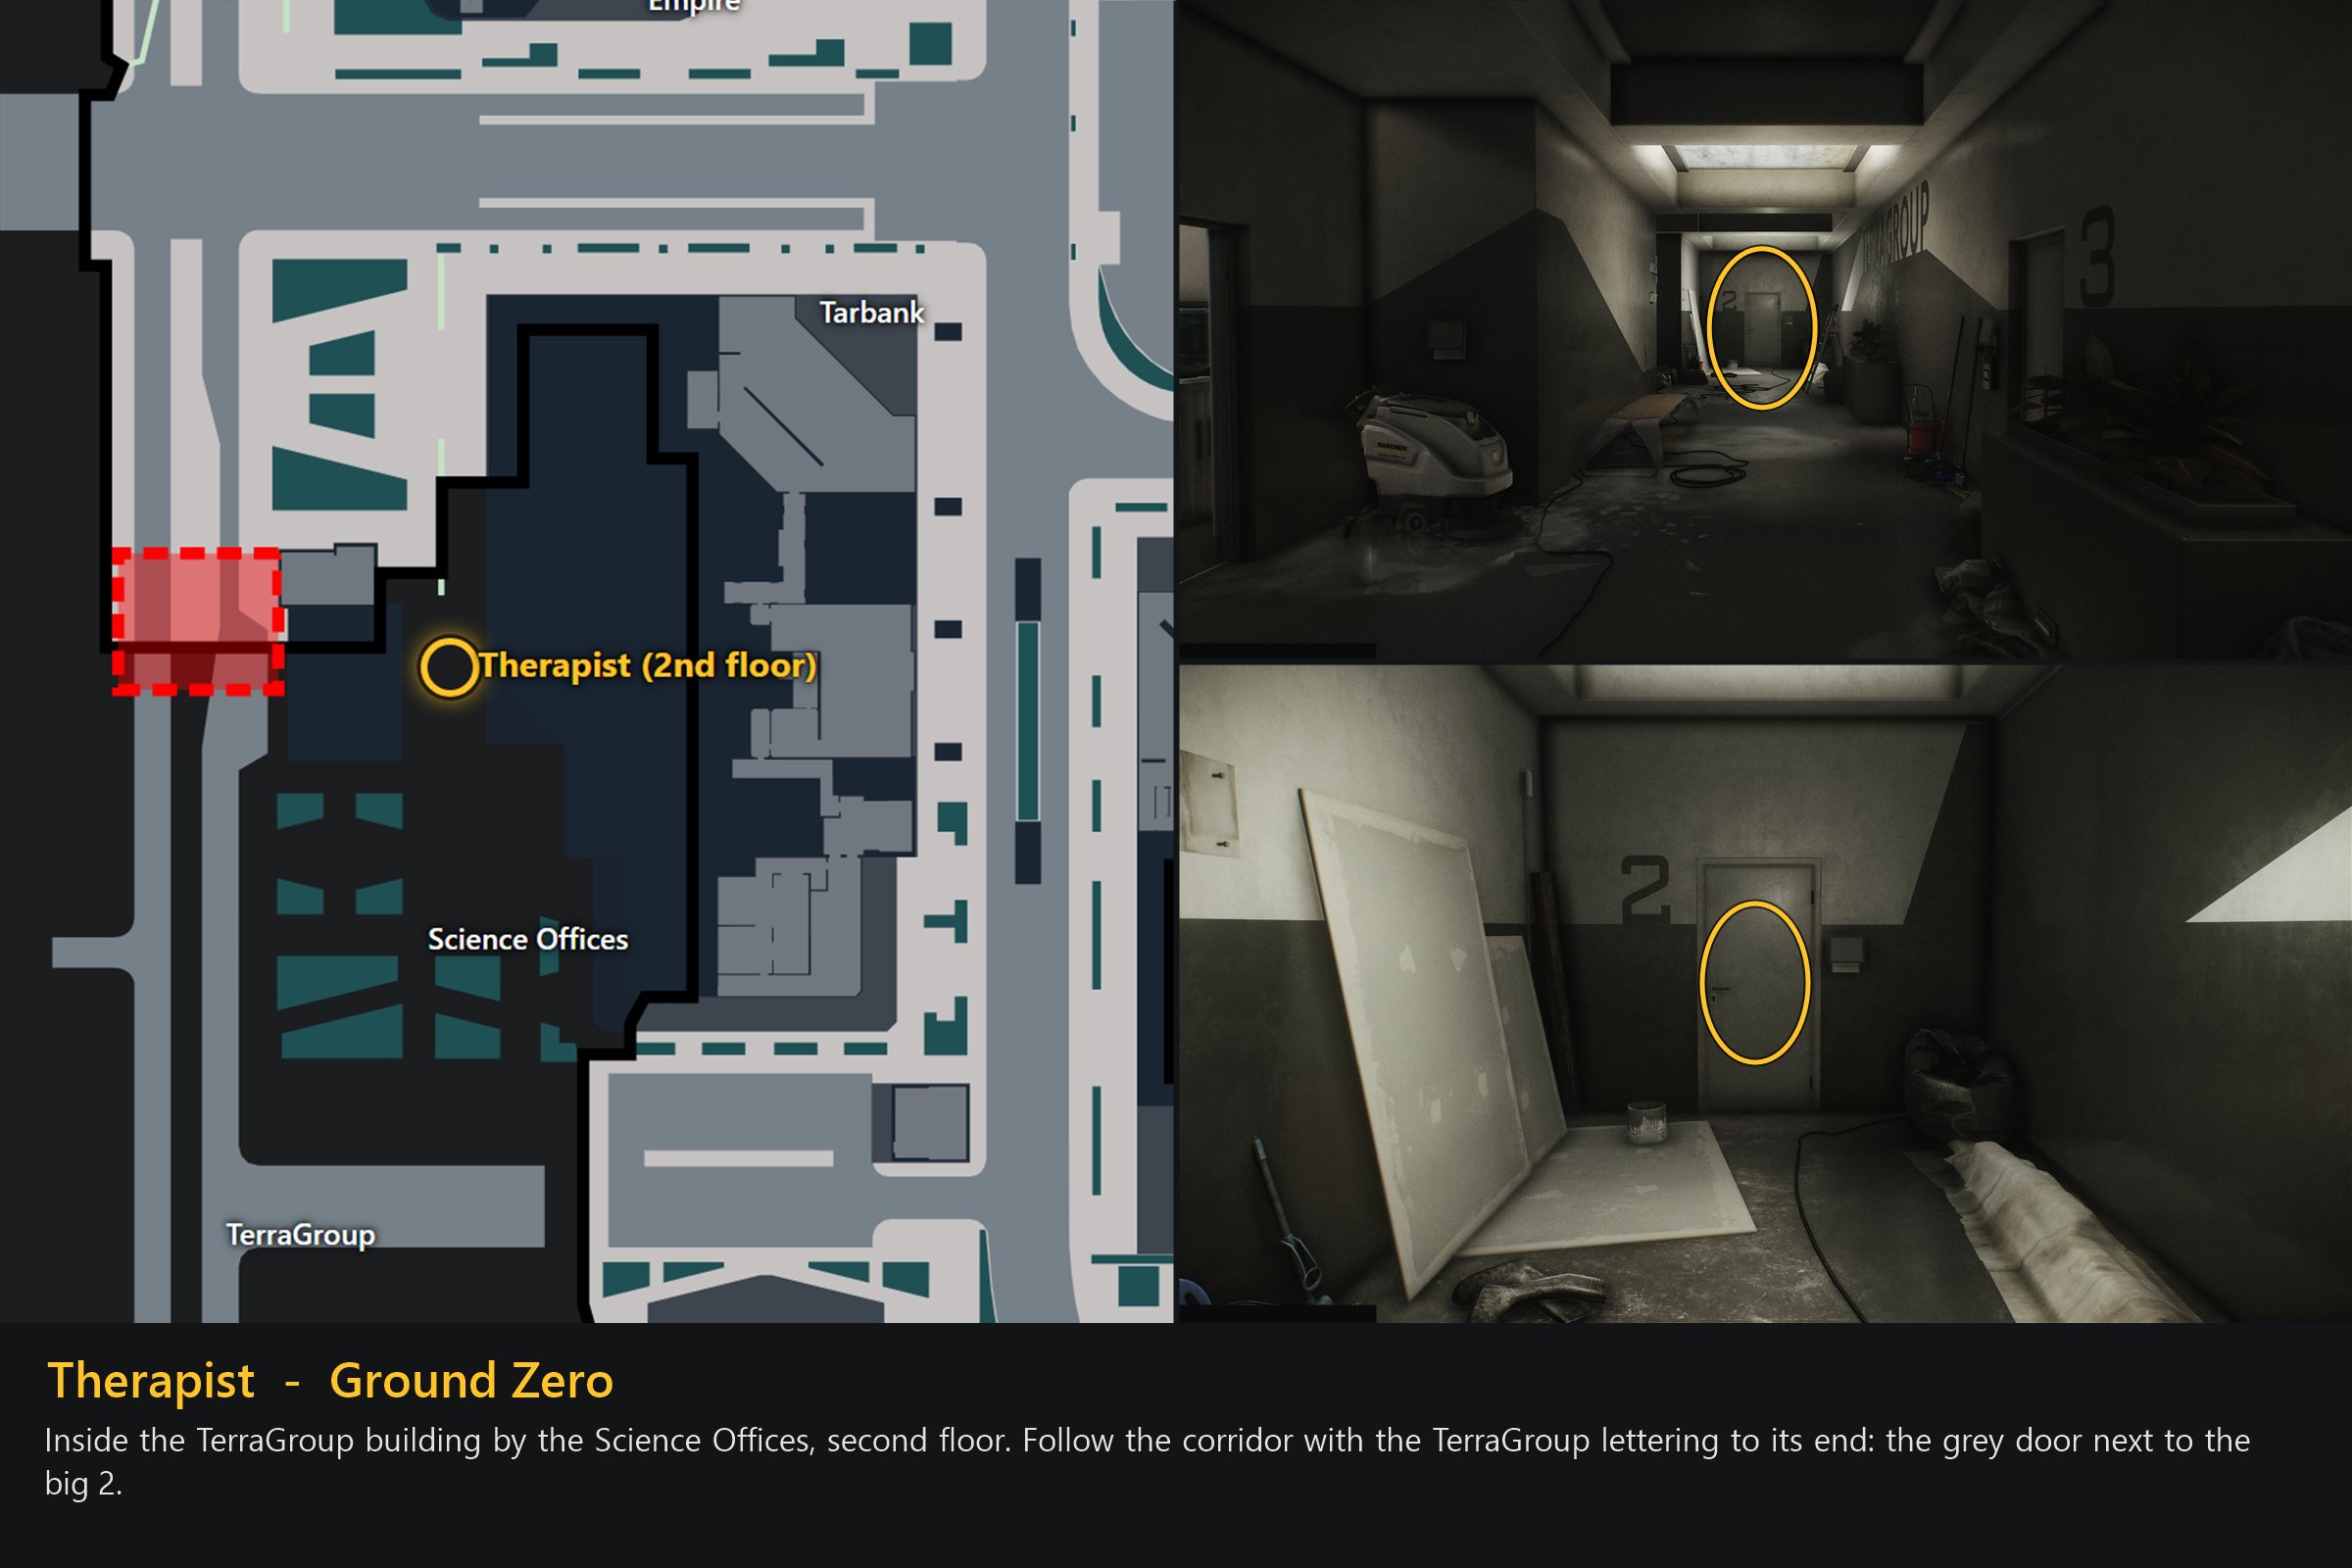 Empire
Tarbank
Therapist (2nd floor)
Science Offices
TerraGroup
3
2
2
Therapist - Ground Zero
Inside the TerraGroup building by the Science Offices, second floor. Follow the corridor with the TerraGroup lettering to its end: the grey door next to the
big 2.